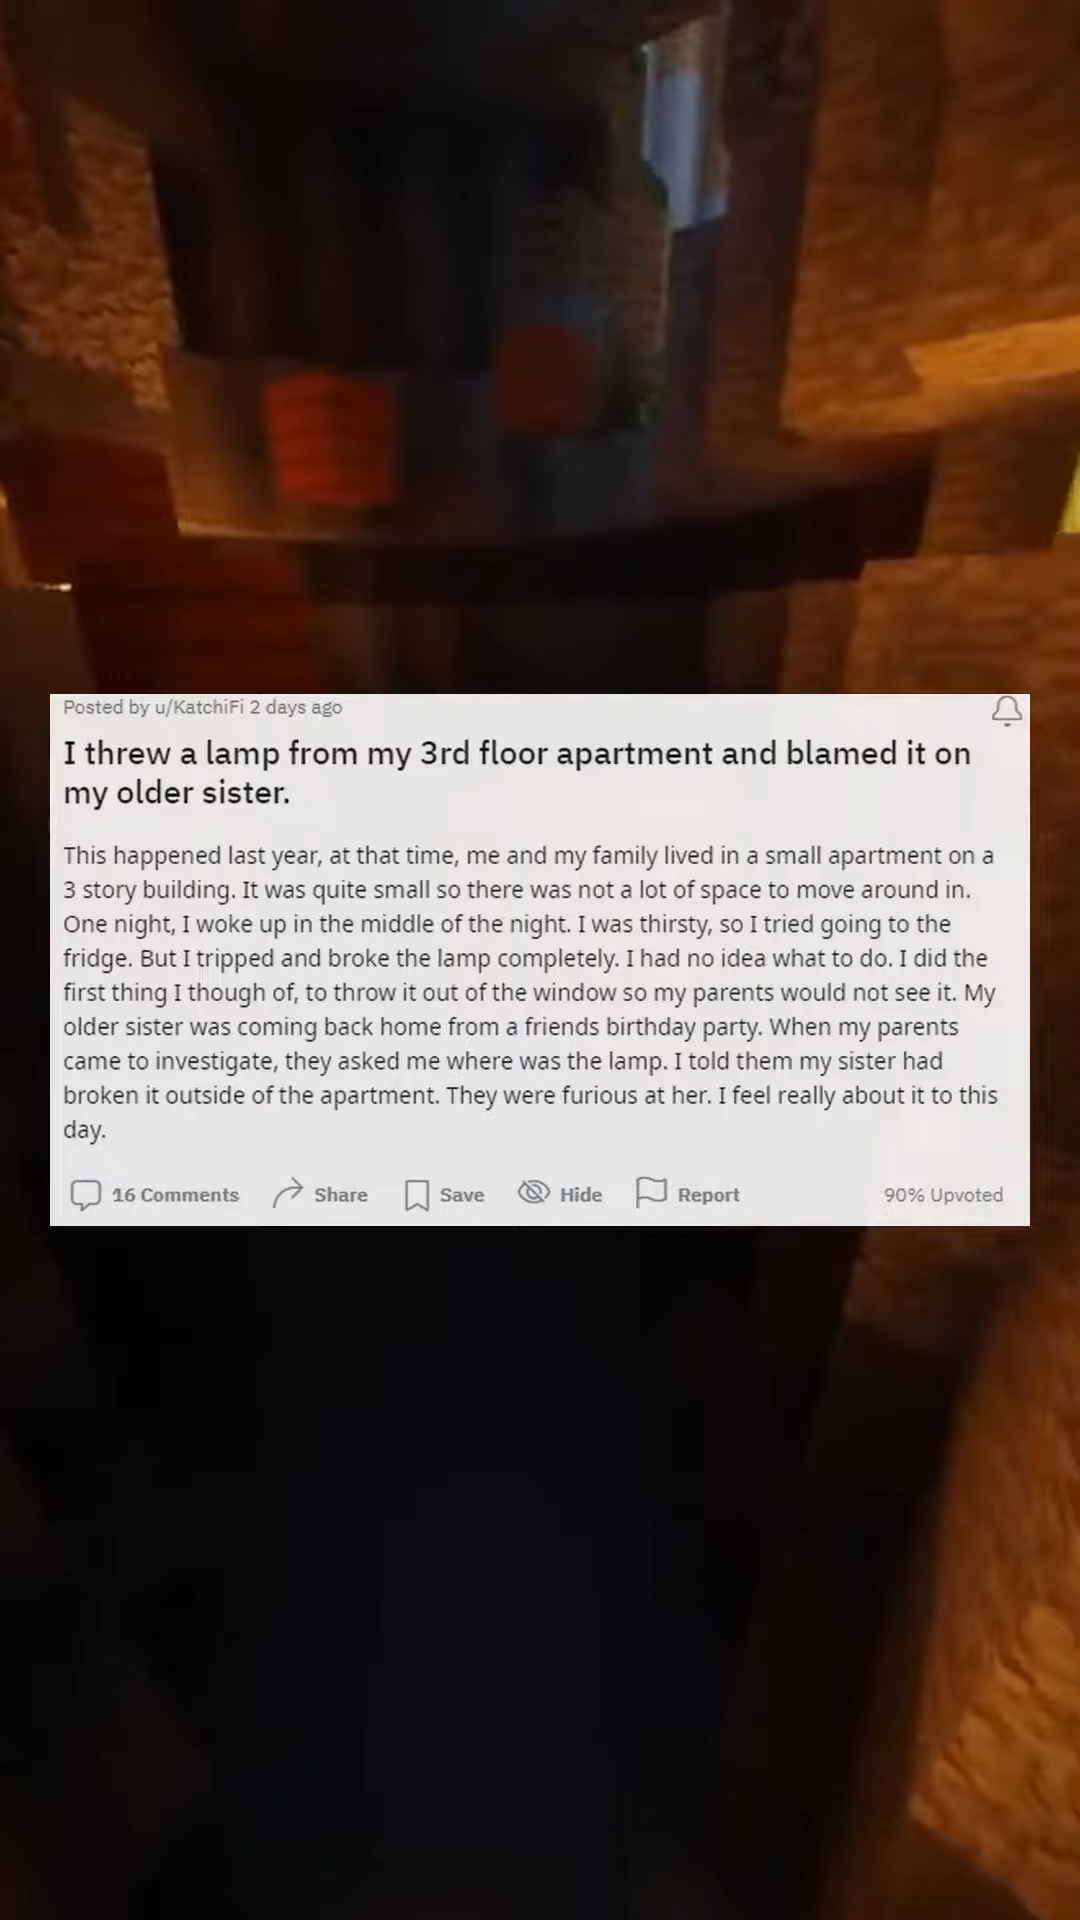 Posted by u/KatchiFi 2 days ago
I threw a lamp from my 3rd floor apartment and blamed it on
my older sister.
This happened last year, at that time, me and my family lived in a small apartment on a
3 story building. It was quite small so there was not a lot of space to move around in.
One night, I woke up in the middle of the night. I was thirsty, so I tried going to the
fridge. But I tripped and broke the lamp completely. I had no idea what to do. I did the
first thing I though of, to throw it out of the window so my parents would not see it. My
older sister was coming back home from a friends birthday party. When my parents
came to investigate, they asked me where was the lamp. I told them my sister had
broken it outside of the apartment. They were furious at her. I feel really about it to this
day.
16 Comments Share Save Hide Report 90% Upvoted